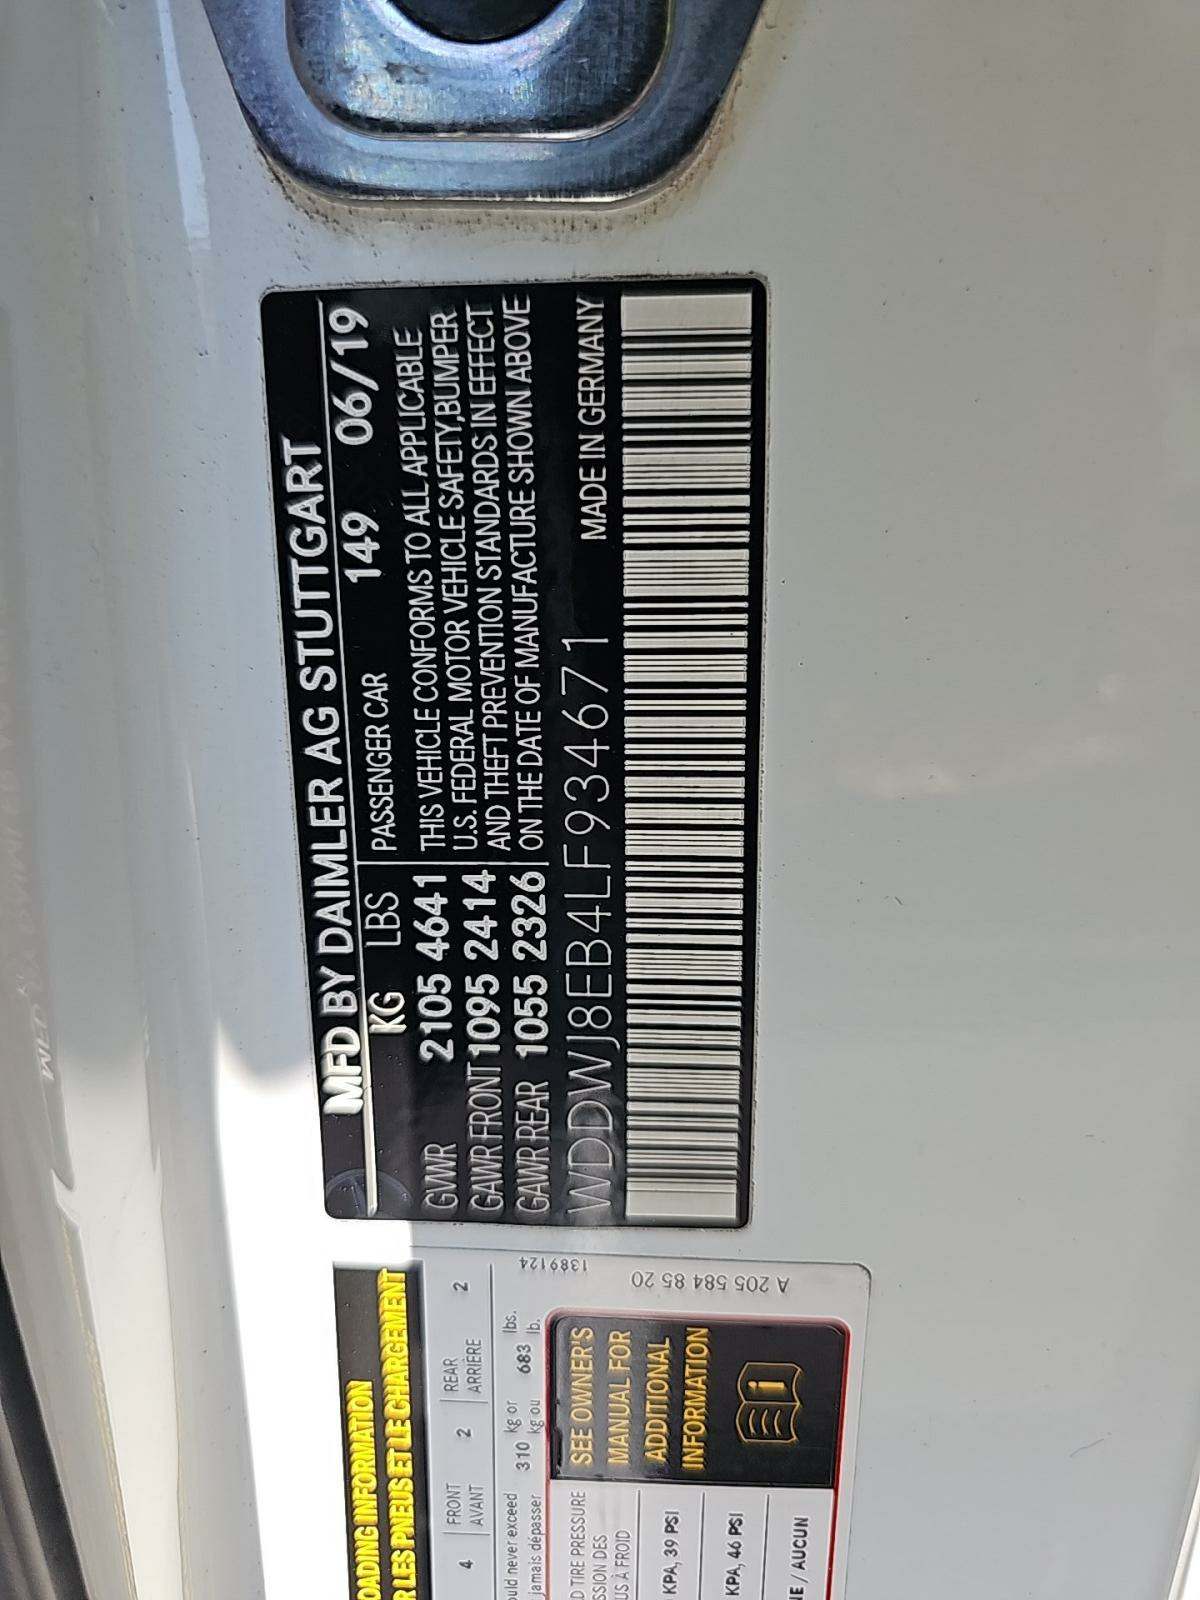 MFD BY DAIMLER AG STUTTGART
KG LBS PASSENGER CAR 149 06/19
GVWR 2105 4641
GAWR FRONT 1095 2414
GAWR REAR 1055 2326
THIS VEHICLE CONFORMS TO ALL APPLICABLE
U.S. FEDERAL MOTOR VEHICLE SAFETY,BUMPER
AND THEFT PREVENTION STANDARDS IN EFFECT
ON THE DATE OF MANUFACTURE SHOWN ABOVE
WDDWJ8EB4LF934671 MADE IN GERMANY
LOADING INFORMATION
LES PNEUS ET LE CHARGEMENT
4 FRONT 2 REAR 2
AVANT ARRIÈRE
never exceed 310 kg or 683 lbs.
jamais dépasser kg ou lb.
1389124
A 205 584 85 20
TIRE PRESSURE
À FROID
KPA, 39 PSI
KPA, 46 PSI
/ AUCUN
SEE OWNER'S
MANUAL FOR
ADDITIONAL
INFORMATION